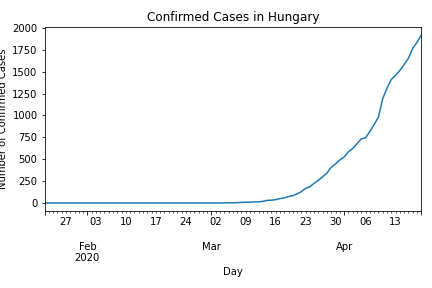 Confirmed Cases in Hungary
Number of Confirmed Cases
2000
1750
1500
1250
1000
750
500
250
0
27 03 10 17 24 02 09 16 23 30 06 13
Feb Mar Apr
2020
Day